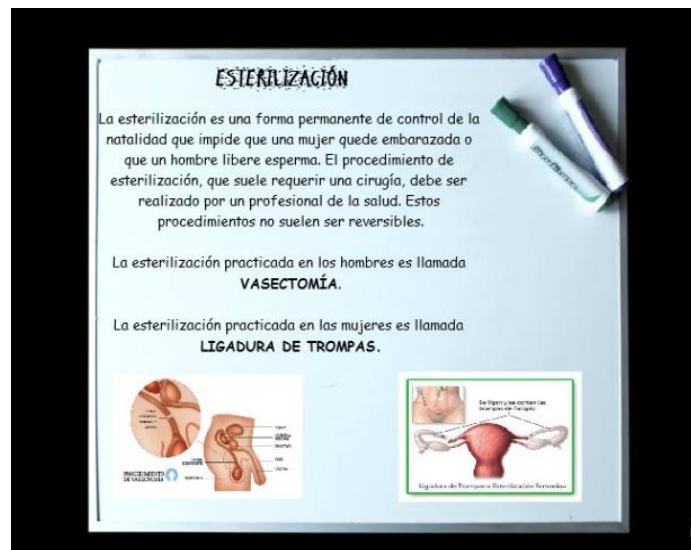 ESTERILIZACIÓN
La esterilización es una forma permanente de control de la
natalidad que impide que una mujer quede embarazada o
que un hombre libere esperma. El procedimiento de
esterilización, que suele requerir una cirugía, debe ser
realizado por un profesional de la salud. Estos
procedimientos no suelen ser reversibles.
La esterilización practicada en los hombres es llamada
VASECTOMÍA.
La esterilización practicada en las mujeres es llamada
LIGADURA DE TROMPAS.
PROCEDIMIENTO
DE VASECTOMÍA
Se ligan y se cortan las
trompas de Falopio
Ligadura de Trompas o Esterilización Femenina